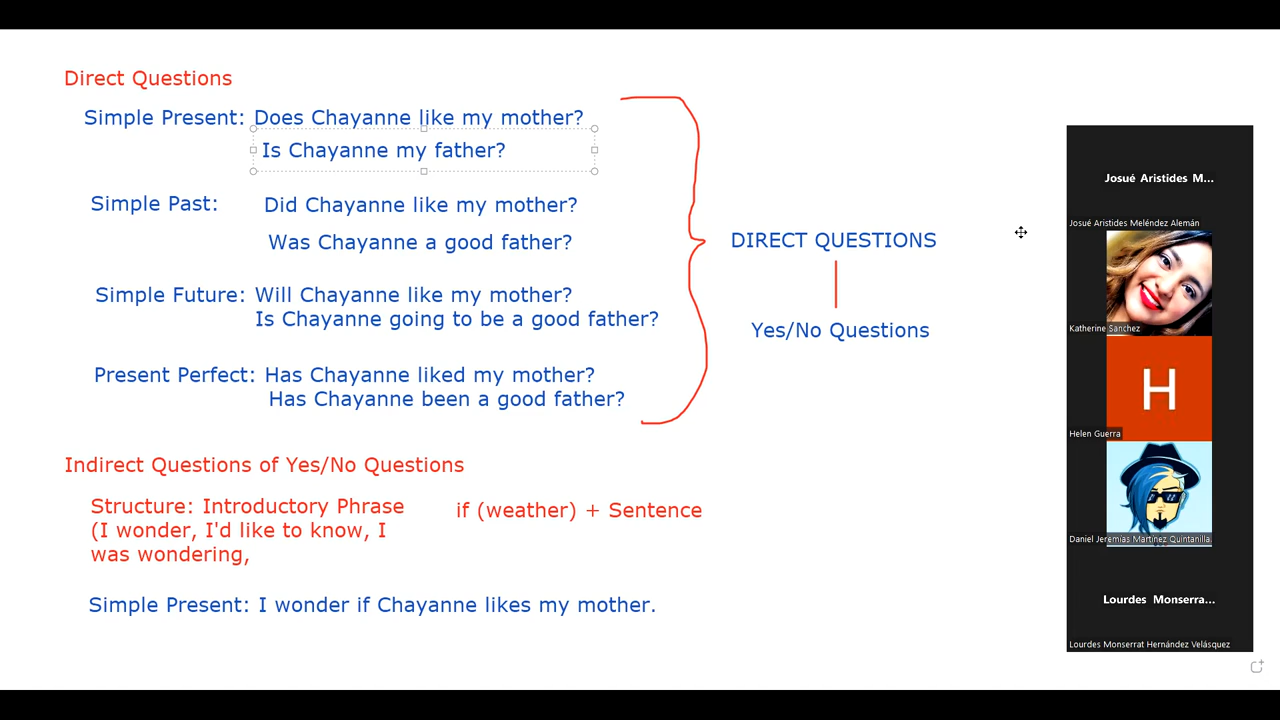 Direct Questions
Simple Present: Does Chayanne like my mother?
Is Chayanne my father?
Simple Past: Did Chayanne like my mother?
Was Chayanne a good father?
Simple Future: Will Chayanne like my mother?
Is Chayanne going to be a good father?
Present Perfect: Has Chayanne liked my mother?
Has Chayanne been a good father?
DIRECT QUESTIONS
Yes/No Questions
Indirect Questions of Yes/No Questions
Structure: Introductory Phrase
(I wonder, I'd like to know, I
was wondering,
if (weather) + Sentence
Simple Present: I wonder if Chayanne likes my mother.
Josué Aristides M...
Josué Aristides Meléndez Alemán
Katherine Sanchez
H
Helen Guerra
Daniel Jeremías Martínez Quintanilla
Lourdes Monserra...
Lourdes Monserrat Hernández Velásquez